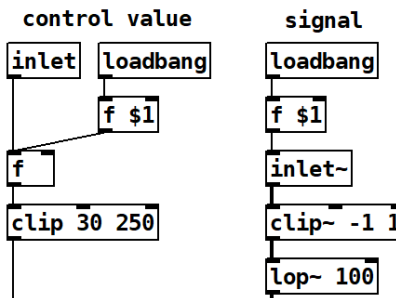 control value
signal
inlet
loadbang
loadbang
f $1
f $1
f
inlet~
clip 30 250
clip~ -1 1
lop~ 100